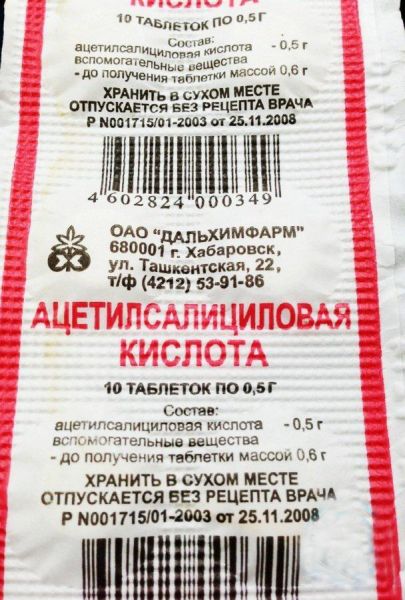 КИСЛОТА
10 ТАБЛЕТОК ПО 0,5 Г
Состав:
ацетилсалициловая кислота - 0,5 г
вспомогательные вещества
- до получения таблетки массой 0,6 г
ХРАНИТЬ В СУХОМ МЕСТЕ
ОТПУСКАЕТСЯ БЕЗ РЕЦЕПТА ВРАЧА
Р N001715/01-2003 от 25.11.2008
4 602824 000349
ОАО "ДАЛЬХИМФАРМ"
680001 г. Хабаровск,
ул. Ташкентская, 22,
т/ф (4212) 53-91-86
АЦЕТИЛСАЛИЦИЛОВАЯ
КИСЛОТА
10 ТАБЛЕТОК ПО 0,5 Г
Состав:
ацетилсалициловая кислота - 0,5 г
вспомогательные вещества
- до получения таблетки массой 0,6 г
ХРАНИТЬ В СУХОМ МЕСТЕ
ОТПУСКАЕТСЯ БЕЗ РЕЦЕПТА ВРАЧА
Р N001715/01-2003 от 25.11.2008